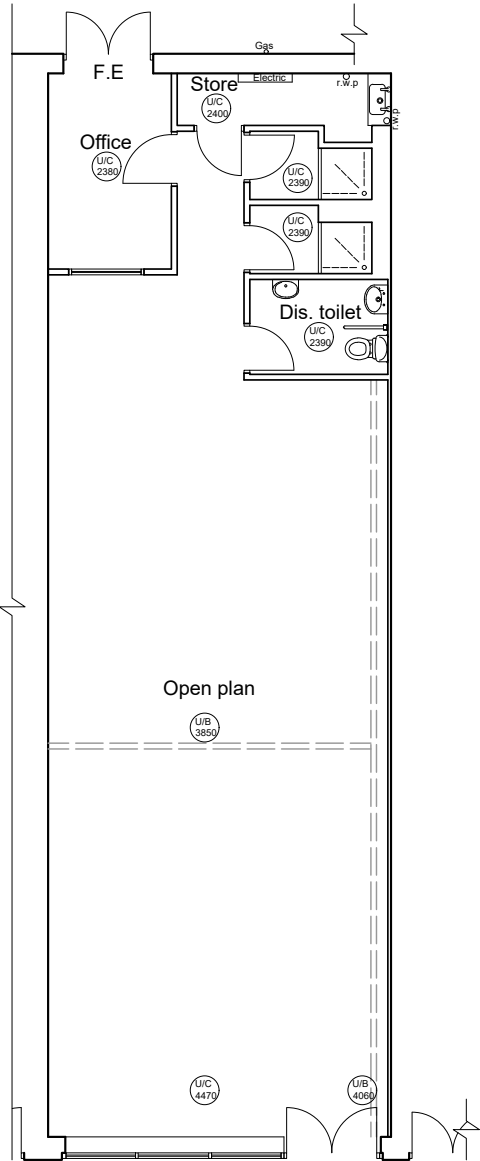 Gas
F.E
Store
Electric
r.w.p
U/C
2400
r.w.p
Office
U/C
2380
U/C
2390
U/C
2390
Dis. toilet
U/C
2390
Open plan
U/B
3850
U/C
4470
U/B
4060